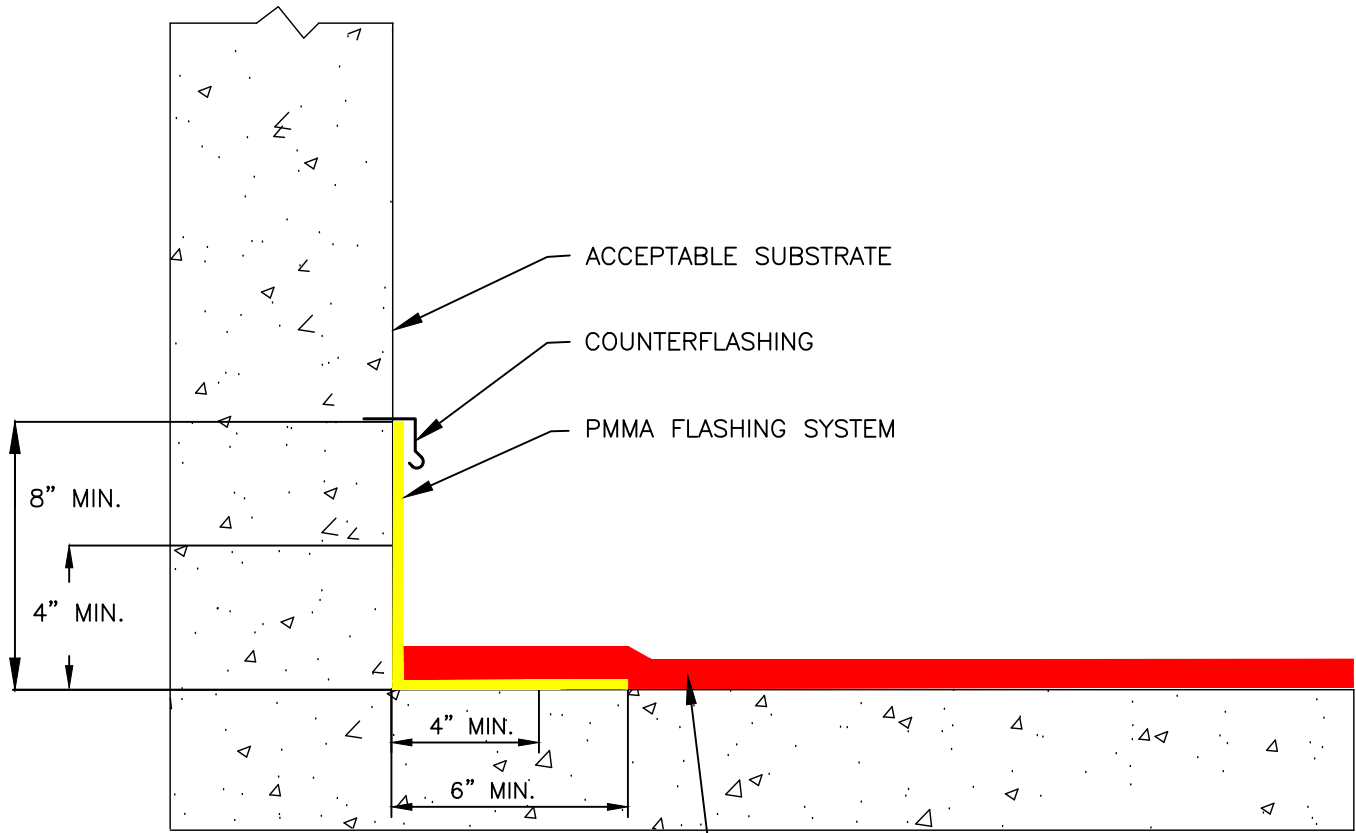 ACCEPTABLE SUBSTRATE
COUNTERFLASHING
PMMA FLASHING SYSTEM
8” MIN.
4” MIN.
4” MIN.
6” MIN.